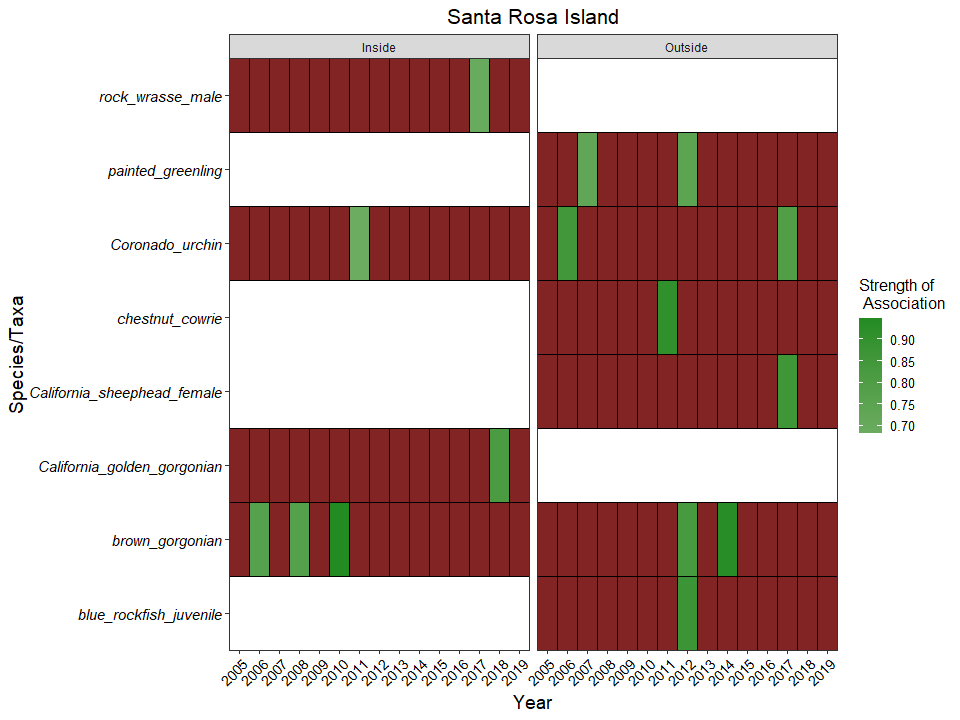 Santa Rosa Island
Inside
Outside
Species/Taxa
rock_wrasse_male
painted_greenling
Coronado_urchin
chestnut_cowrie
California_sheephead_female
California_golden_gorgonian
brown_gorgonian
blue_rockfish_juvenile
2005 2006 2007 2008 2009 2010 2011 2012 2013 2014 2015 2016 2017 2018 2019
2005 2006 2007 2008 2009 2010 2011 2012 2013 2014 2015 2016 2017 2018 2019
Year
Strength of
Association
0.90
0.85
0.80
0.75
0.70